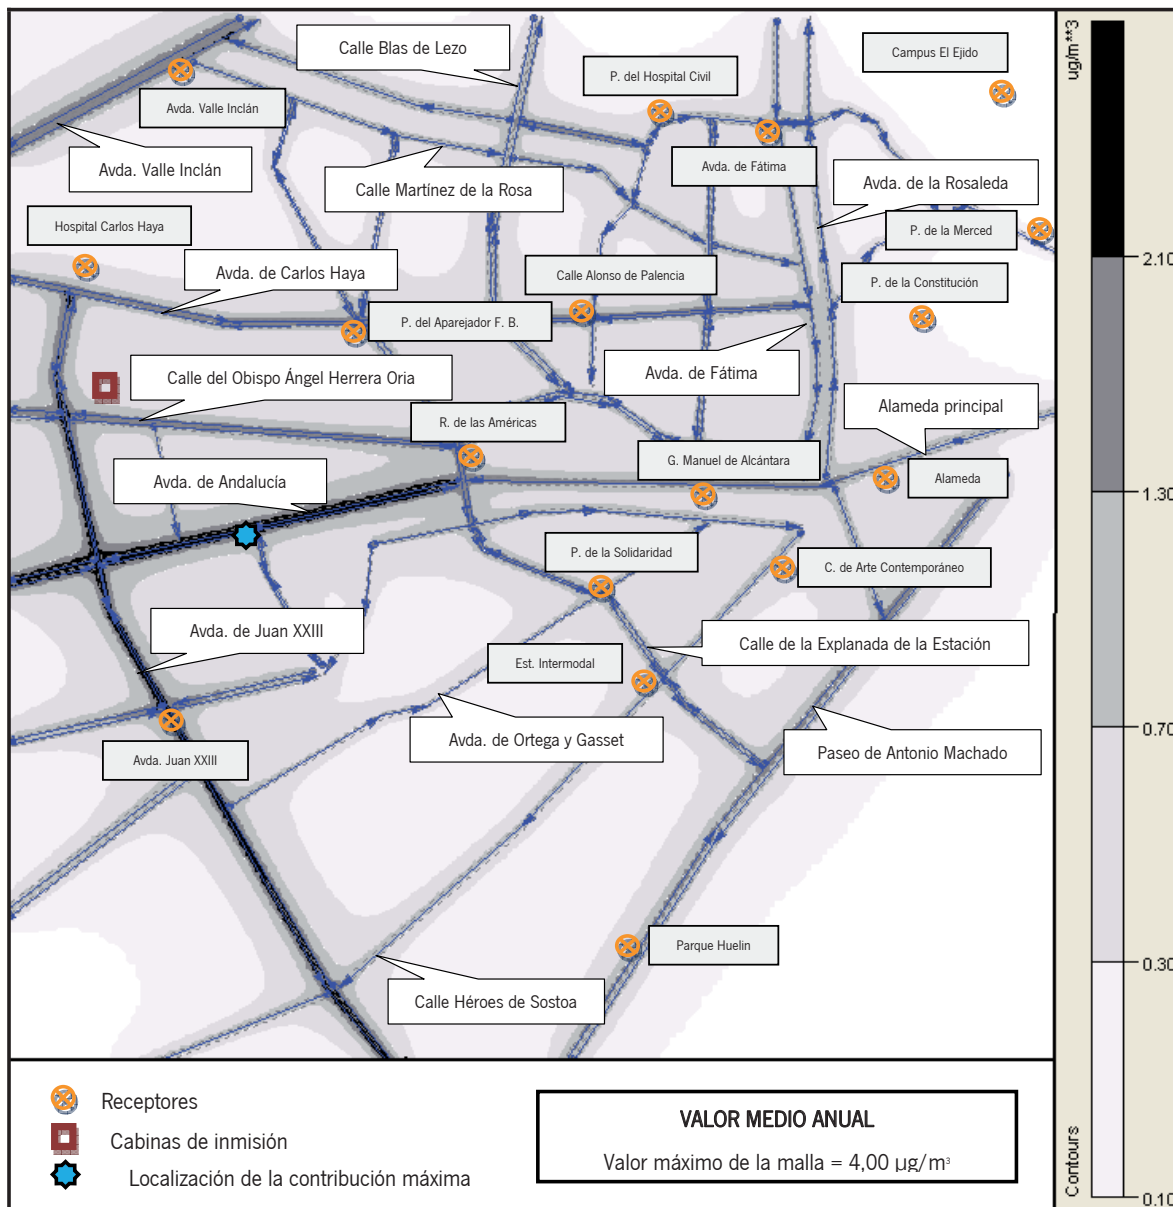 Calle Blas de Lezo
P. del Hospital Civil
Campus El Ejido
Avda. Valle Inclán
Avda. Valle Inclán
Calle Martínez de la Rosa
Avda. de Fátima
Avda. de la Rosaleda
Hospital Carlos Haya
P. de la Merced
Avda. de Carlos Haya
Calle Alonso de Palencia
P. de la Constitución
P. del Aparejador F. B.
Calle del Obispo Ángel Herrera Oria
Avda. de Fátima
Alameda principal
R. de las Américas
G. Manuel de Alcántara
Avda. de Andalucía
Alameda
P. de la Solidaridad
C. de Arte Contemporáneo
Avda. de Juan XXIII
Calle de la Explanada de la Estación
Est. Intermodal
Avda. de Ortega y Gasset
Paseo de Antonio Machado
Avda. Juan XXIII
Parque Huelin
Calle Héroes de Sostoa
ug/m**3
2.10
1.30
0.70
0.30
0.10
Contours
Receptores
Cabinas de inmisión
Localización de la contribución máxima
VALOR MEDIO ANUAL
Valor máximo de la malla = 4,00 µg/m³